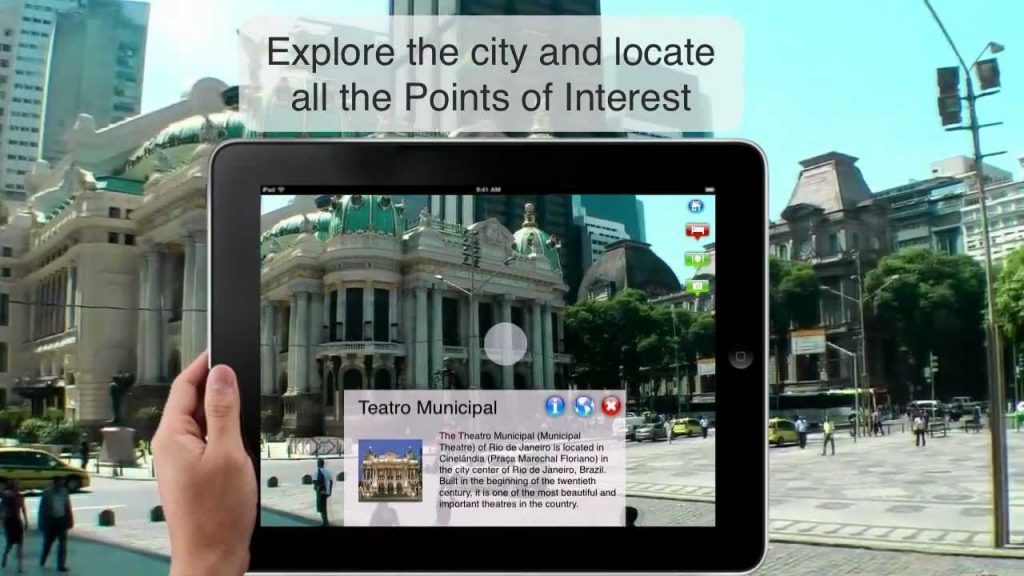 Explore the city and locate
all the Points of Interest
iPad
9:41 AM
Teatro Municipal
The Theatro Municipal (Municipal
Theatre) of Rio de Janeiro is located in
Cinelândia (Praça Marechal Floriano) in
the city center of Rio de Janeiro, Brazil.
Built in the beginning of the twentieth
century, it is one of the most beautiful and
important theatres in the country.